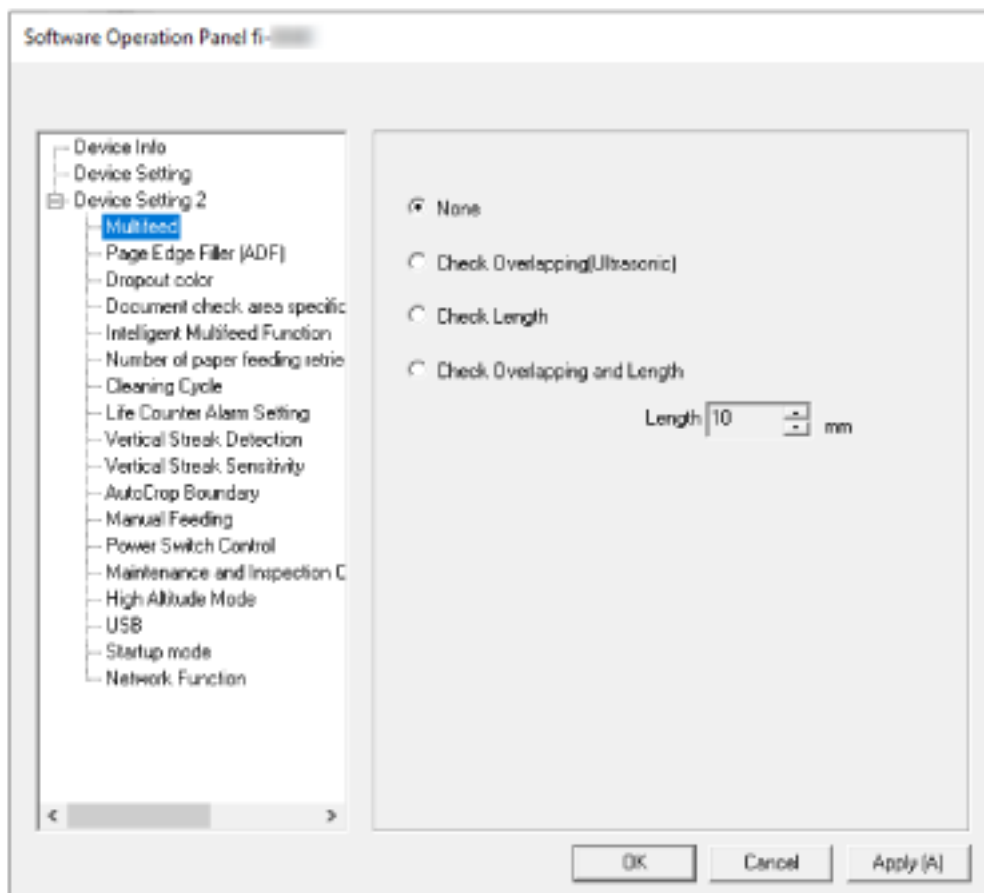 Software Operation Panel fi-
Device Info
Device Setting
Device Setting 2
Multifeed
Page Edge Filler (ADF)
Dropout color
Document check area specific
Intelligent Multifeed Function
Number of paper feeding retrie
Cleaning Cycle
Life Counter Alarm Setting
Vertical Streak Detection
Vertical Streak Sensitivity
AutoCrop Boundary
Manual Feeding
Power Switch Control
Maintenance and Inspection C
High Altitude Mode
USB
Startup mode
Network Function
None
Check Overlapping(Ultrasonic)
Check Length
Check Overlapping and Length
Length 10 mm
OK Cancel Apply (A)